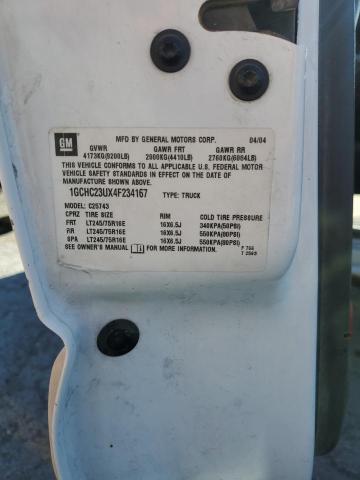 GM
MFD BY GENERAL MOTORS CORP. 04/04
GVWR GAWR FRT GAWR RR
4173KG(9200LB) 2000KG(4410LB) 2760KG(6084LB)
THIS VEHICLE CONFORMS TO ALL APPLICABLE U.S. FEDERAL MOTOR
VEHICLE SAFETY STANDARDS IN EFFECT ON THE DATE OF
MANUFACTURE SHOWN ABOVE.
1GCHC23UX4F234167 TYPE: TRUCK
MODEL: C25743
CPRZ TIRE SIZE RIM COLD TIRE PRESSURE
FRT LT245/75R16E 16X6.5J 340KPA(50PSI)
RR LT245/75R16E 16X6.5J 550KPA(80PSI)
SPA LT245/75R16E 16X6.5J 550KPA(80PSI)
SEE OWNER'S MANUAL FOR MORE INFORMATION